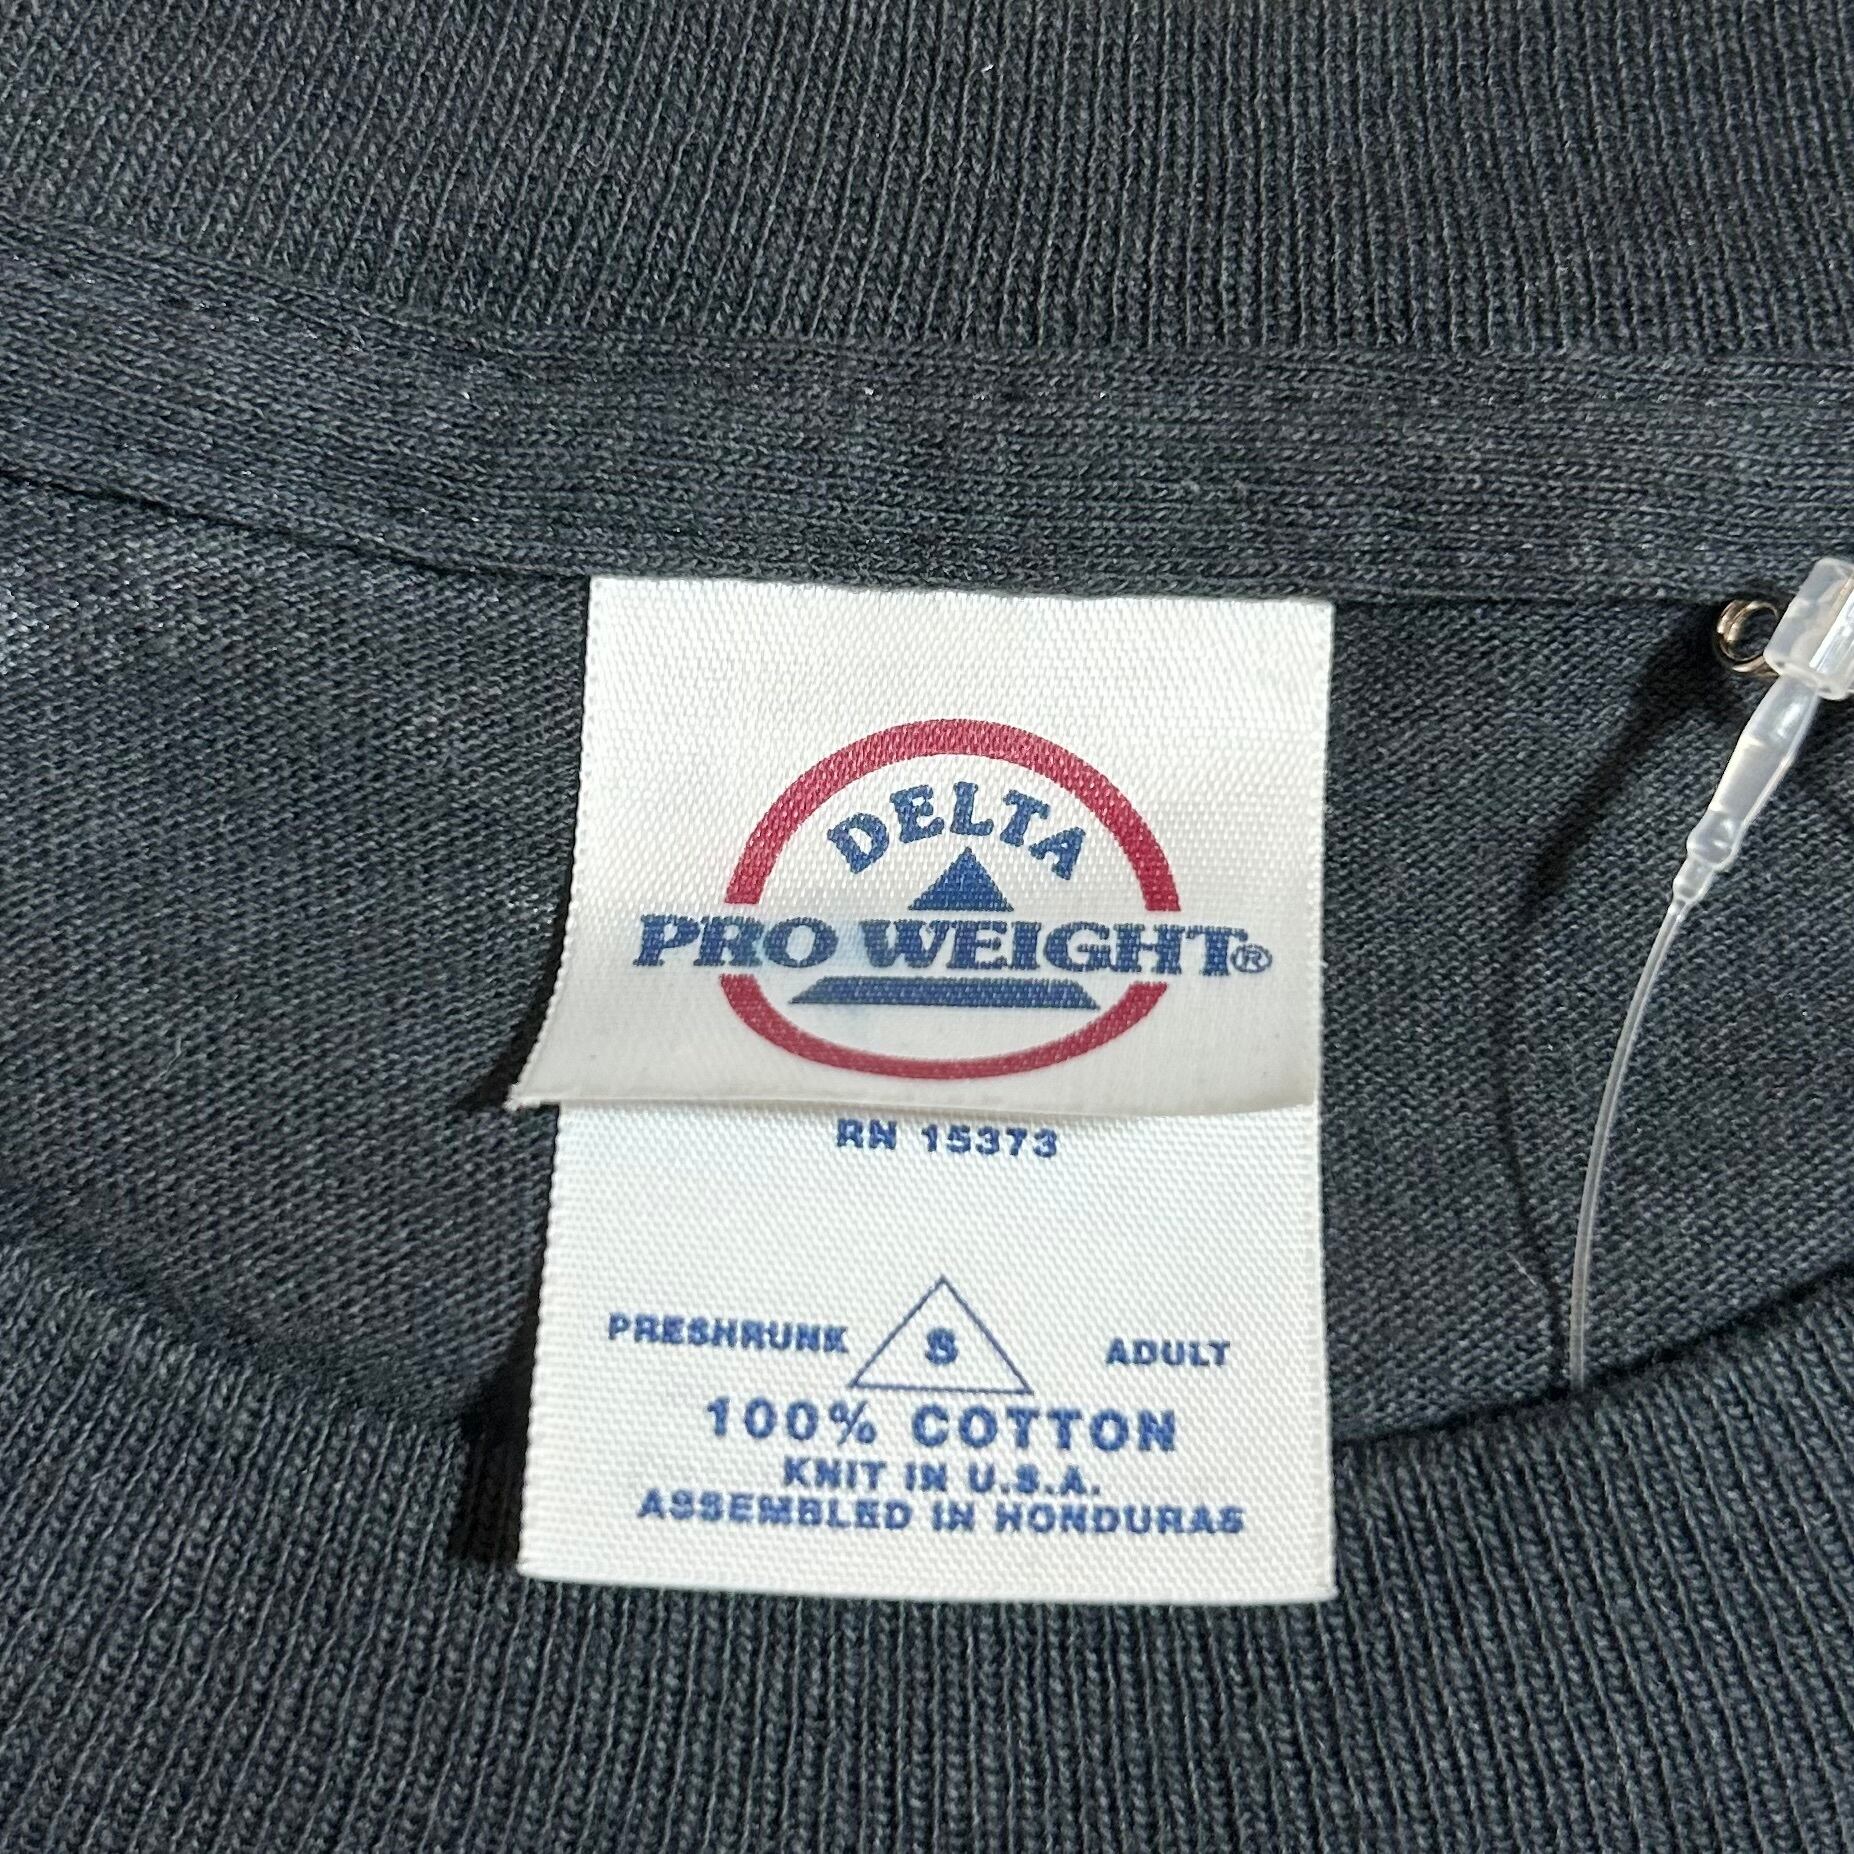 DELTA
PRO WEIGHT®
RN 15373
PRESHRUNK S ADULT
100% COTTON
KNIT IN U.S.A.
ASSEMBLED IN HONDURAS